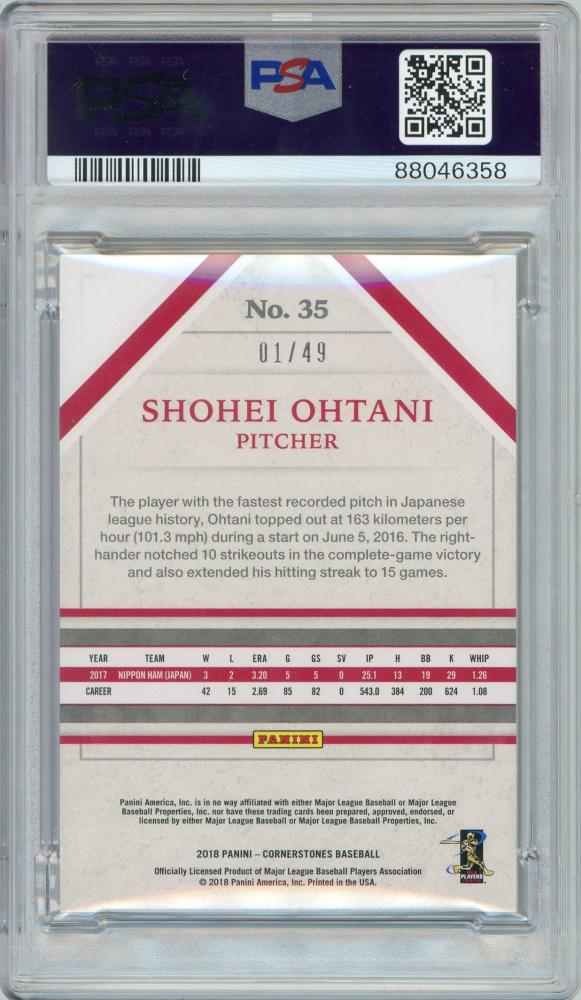 PSA PSA PSA
PSA
PSA PSA PSA
PSA
88046358
No. 35
01/49
SHOHEI OHTANI
PITCHER
The player with the fastest recorded pitch in Japanese
league history, Ohtani topped out at 163 kilometers per
hour (101.3 mph) during a start on June 5, 2016. The right-
hander notched 10 strikeouts in the complete-game victory
and also extended his hitting streak to 15 games.
YEAR TEAM W L ERA G GS SV IP H BB K WHIP
2017 NIPPON HAM (JAPAN) 3 2 3.20 5 5 0 25.1 13 19 29 1.26
CAREER 42 15 2.69 85 82 0 543.0 384 200 624 1.08
PANINI
Panini America, Inc. is in no way affiliated with either Major League Baseball or Major League
Baseball Properties, Inc., nor have these trading cards been prepared, approved, endorsed, or
licensed by either Major League Baseball or Major League Baseball Properties, Inc.
2018 PANINI – CORNERSTONES BASEBALL
Officially Licensed Product of Major League Baseball Players Association
© 2018 Panini America, Inc. Printed in the USA.
PLAYERS